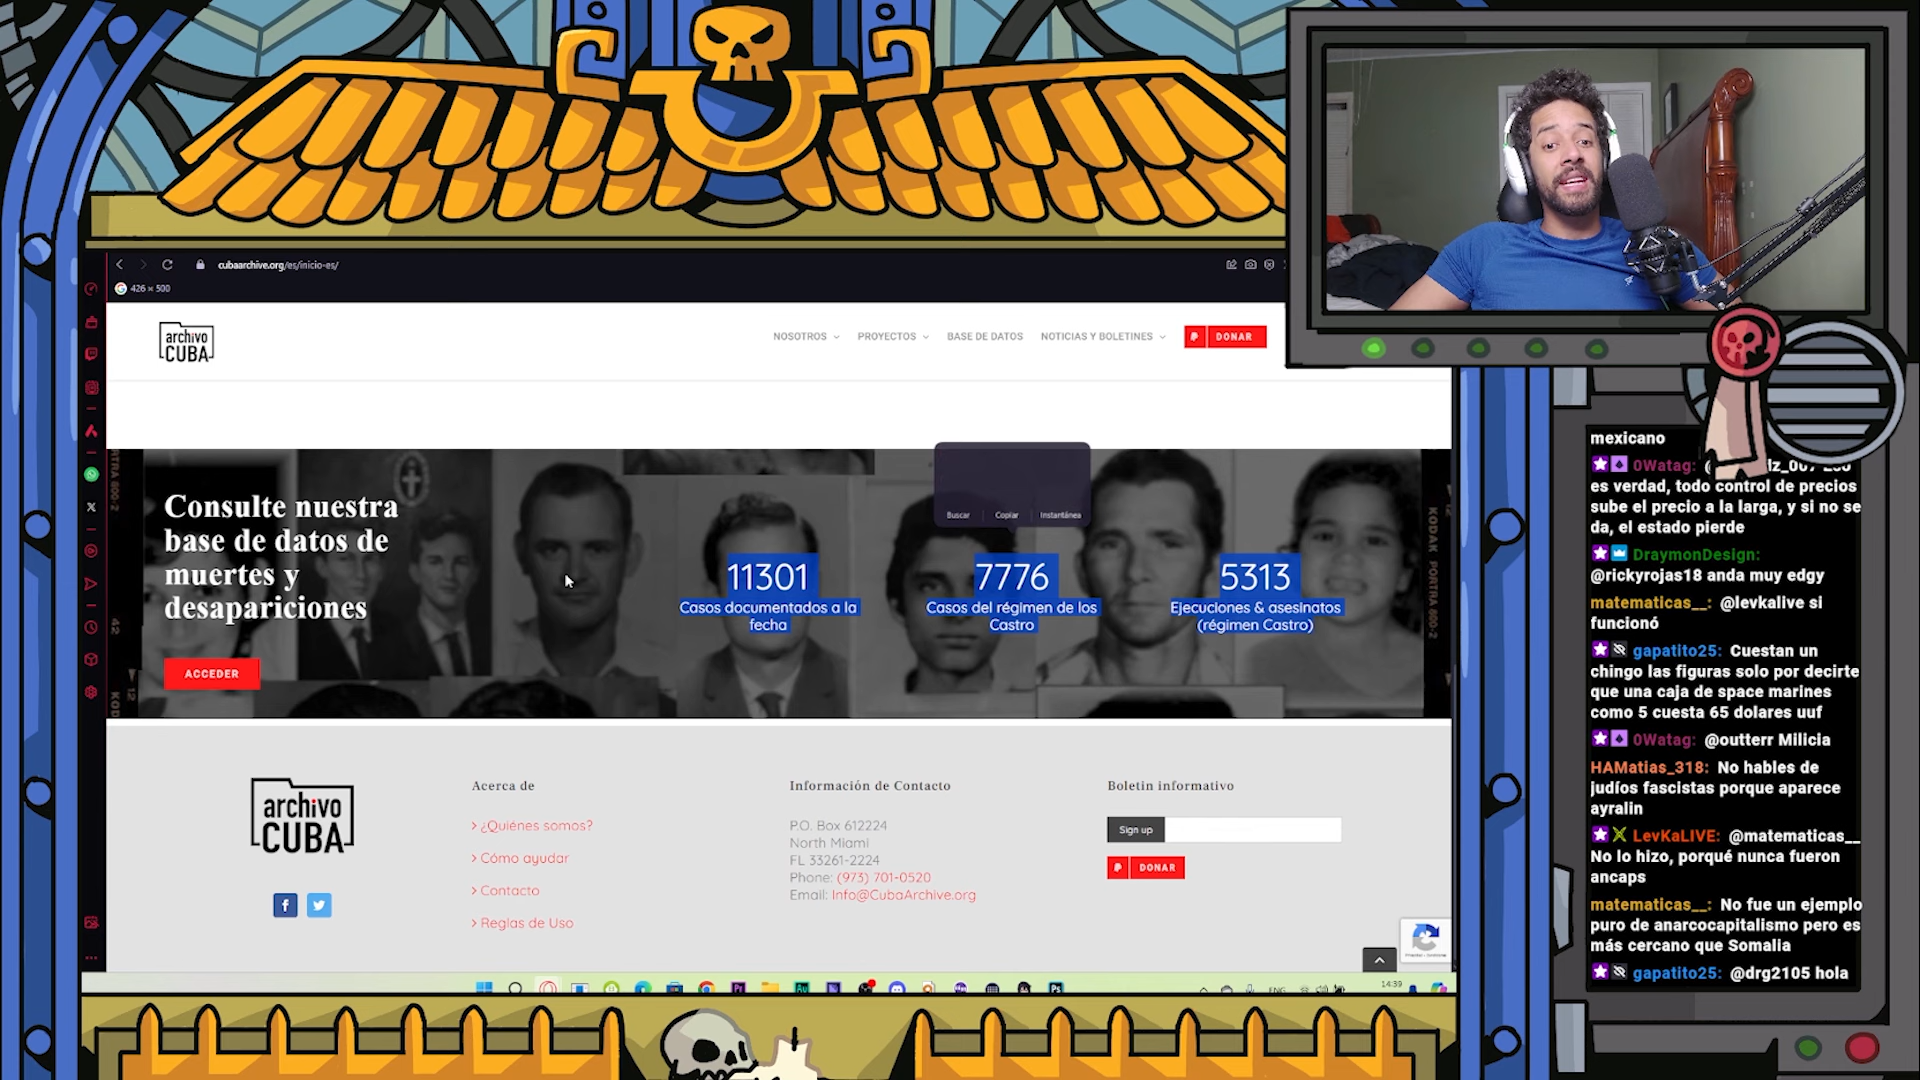 cubaarchive.org/es/inicio-es/
426 × 500
archivo
CUBA
NOSOTROS
PROYECTOS
BASE DE DATOS
NOTICIAS Y BOLETINES
DONAR
Buscar
Copiar
Instantánea
Consulte nuestra
base de datos de
muertes y
desapariciones
ACCEDER
11301
Casos documentados a la
fecha
7776
Casos del régimen de los
Castro
5313
Ejecuciones & asesinatos
(régimen Castro)
KODAK PORTRA 800-2
archivo
CUBA
Acerca de
> ¿Quiénes somos?
> Cómo ayudar
> Contacto
> Reglas de Uso
Información de Contacto
P.O. Box 612224
North Miami
FL 33261-2224
Phone: (973) 701-0520
Email: Info@CubaArchive.org
Boletin informativo
Sign up
DONAR
ENG
14:39
mexicano
0Watag:
es verdad, todo control de precios
sube el precio a la larga, y si no se
da, el estado pierde
DraymonDesign:
@rickyrojas18 anda muy edgy
matematicas__: @levkalive si
funcionó
gapatito25: Cuestan un
chingo las figuras solo por decirte
que una caja de space marines
como 5 cuesta 65 dolares uuf
0Watag: @outterr Milicia
HAMatias_318: No hables de
judíos fascistas porque aparece
ayralin
LevKaLIVE: @matematicas__
No lo hizo, porqué nunca fueron
ancaps
matematicas__: No fue un ejemplo
puro de anarcocapitalismo pero es
más cercano que Somalia
gapatito25: @drg2105 hola